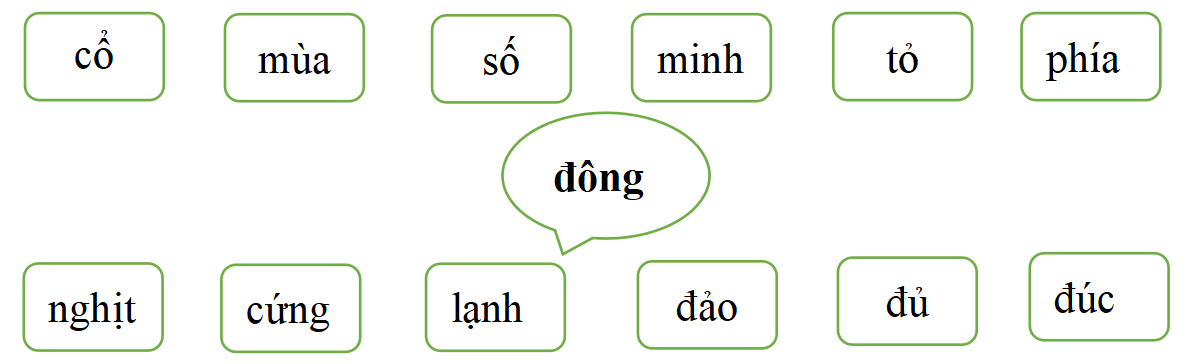 cổ mùa số minh tỏ phía
đông
nghịt cứng lạnh đảo đủ đúc